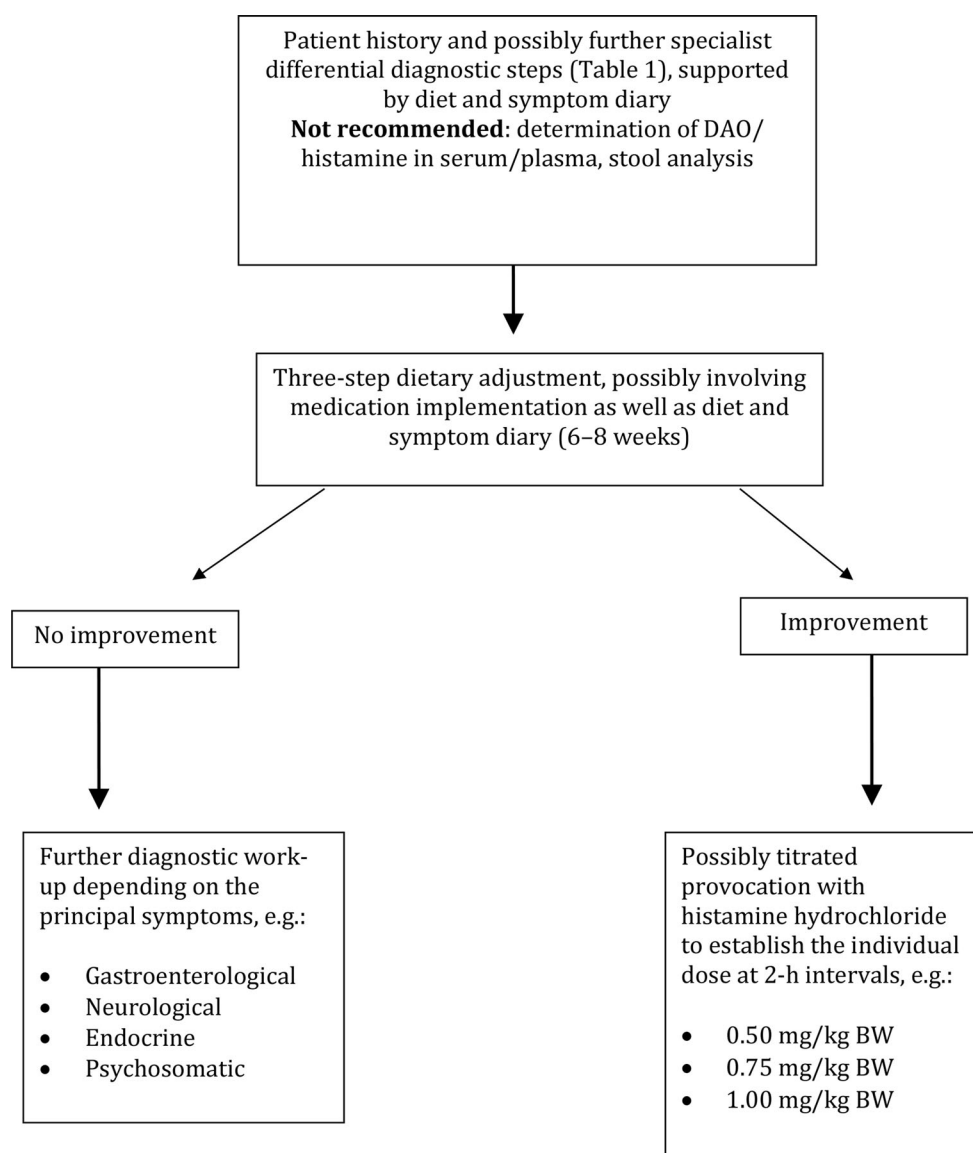 Patient history and possibly further specialist
differential diagnostic steps (Table 1), supported
by diet and symptom diary
Not recommended: determination of DAO/
histamine in serum/plasma, stool analysis
Three-step dietary adjustment, possibly involving
medication implementation as well as diet and
symptom diary (6–8 weeks)
No improvement
Improvement
Further diagnostic work-
up depending on the
principal symptoms, e.g.:
• Gastroenterological
• Neurological
• Endocrine
• Psychosomatic
Possibly titrated
provocation with
histamine hydrochloride
to establish the individual
dose at 2-h intervals, e.g.:
• 0.50 mg/kg BW
• 0.75 mg/kg BW
• 1.00 mg/kg BW